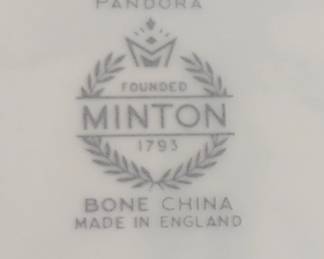 PANDORA
FOUNDED
MINTON
1793
BONE CHINA
MADE IN ENGLAND